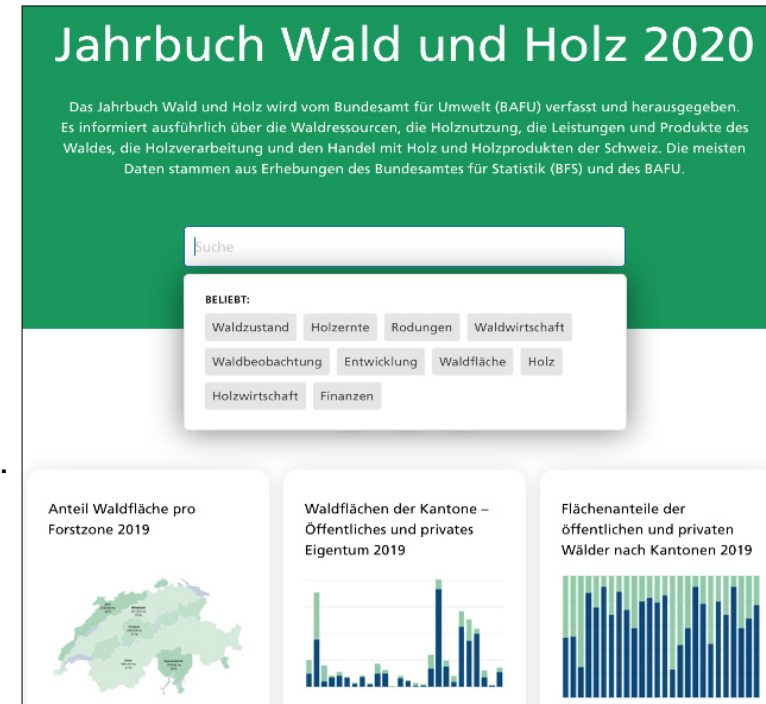 Jahrbuch Wald und Holz 2020
Das Jahrbuch Wald und Holz wird vom Bundesamt für Umwelt (BAFU) verfasst und herausgegeben.
Es informiert ausführlich über die Waldressourcen, die Holznutzung, die Leistungen und Produkte des
Waldes, die Holzverarbeitung und den Handel mit Holz und Holzprodukten der Schweiz. Die meisten
Daten stammen aus Erhebungen des Bundesamtes für Statistik (BFS) und des BAFU.
Suche
BELIEBT:
Waldzustand Holzernte Rodungen Waldwirtschaft
Waldbeobachtung Entwicklung Waldfläche Holz
Holzwirtschaft Finanzen
.
Anteil Waldfläche pro
Forstzone 2019
Waldflächen der Kantone –
Öffentliches und privates
Eigentum 2019
Flächenanteile der
öffentlichen und privaten
Wälder nach Kantonen 2019